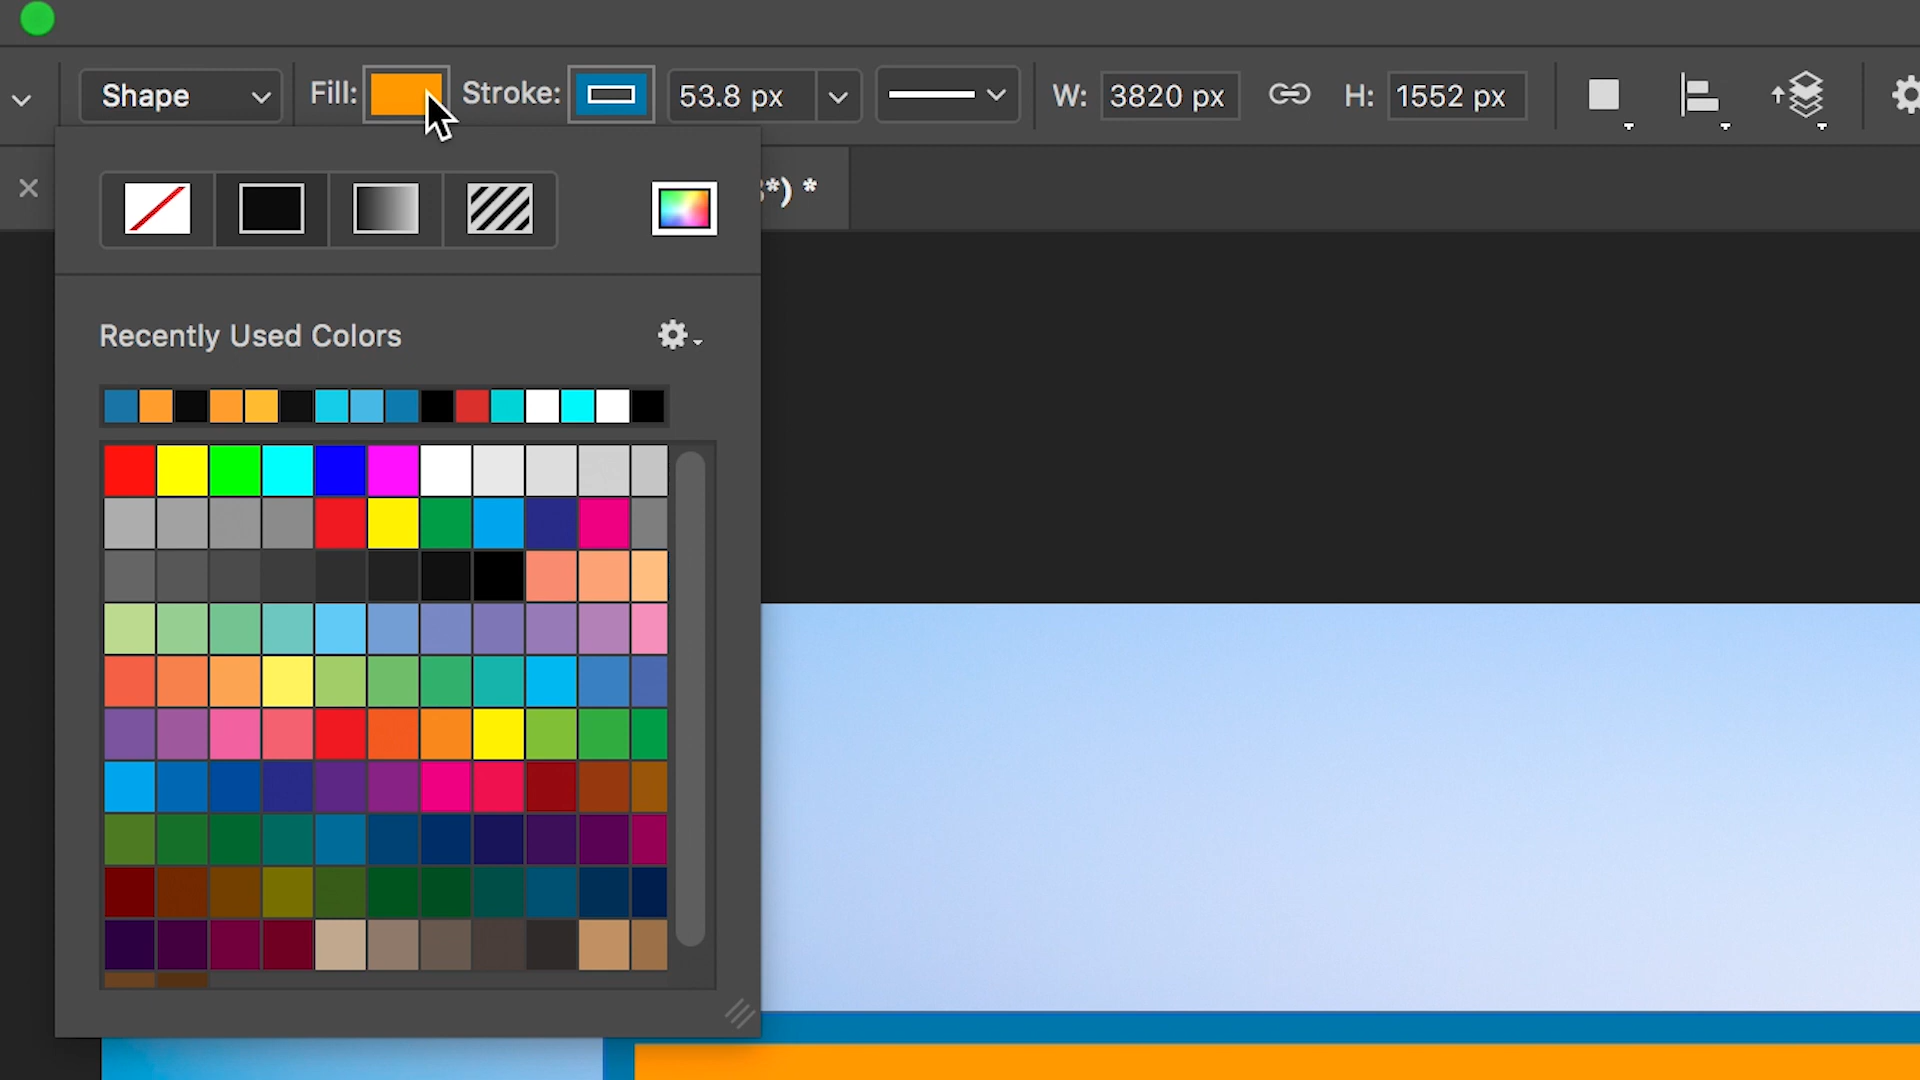 Shape Fill: Stroke: 53.8 px W: 3820 px H: 1552 px
*) *
Recently Used Colors